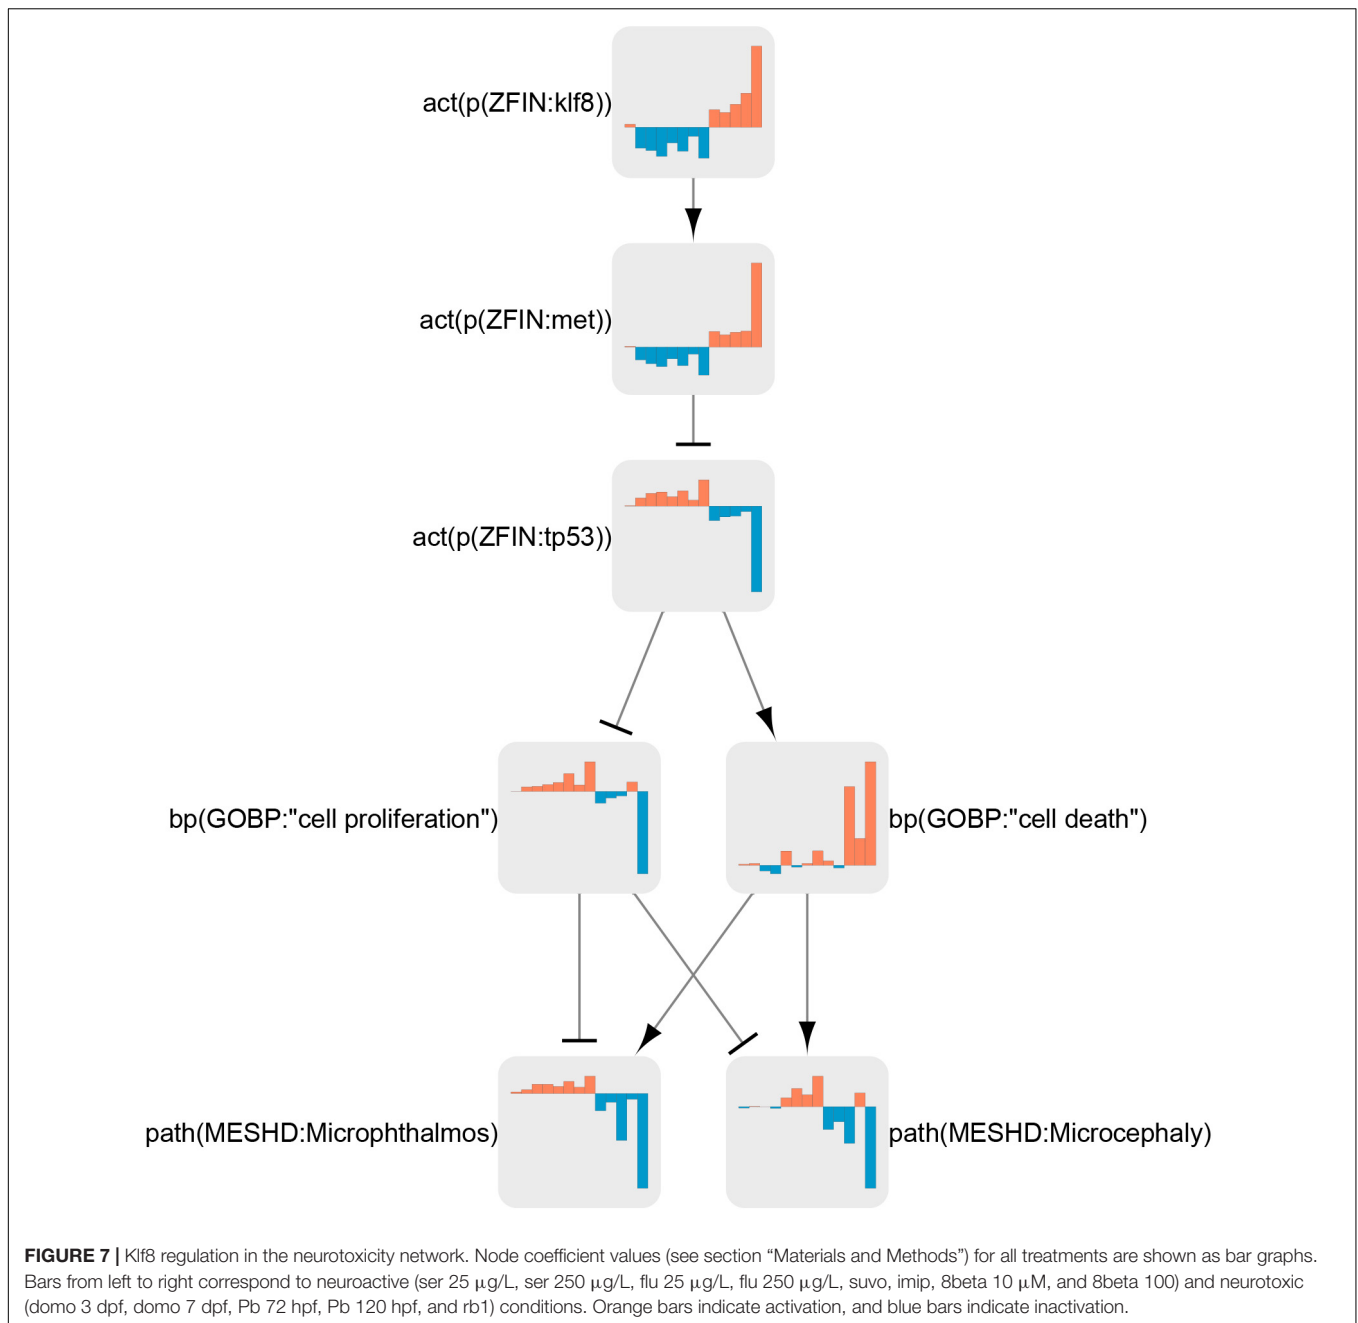 act(p(ZFIN:klf8))
act(p(ZFIN:met))
act(p(ZFIN:tp53))
bp(GOBP:"cell proliferation")
bp(GOBP:"cell death")
path(MESHD:Microphthalmos)
path(MESHD:Microcephaly)
FIGURE 7 | Klf8 regulation in the neurotoxicity network. Node coefficient values (see section “Materials and Methods”) for all treatments are shown as bar graphs.
Bars from left to right correspond to neuroactive (ser 25 μg/L, ser 250 μg/L, flu 25 μg/L, flu 250 μg/L, suvo, imip, 8beta 10 μM, and 8beta 100) and neurotoxic
(domo 3 dpf, domo 7 dpf, Pb 72 hpf, Pb 120 hpf, and rb1) conditions. Orange bars indicate activation, and blue bars indicate inactivation.